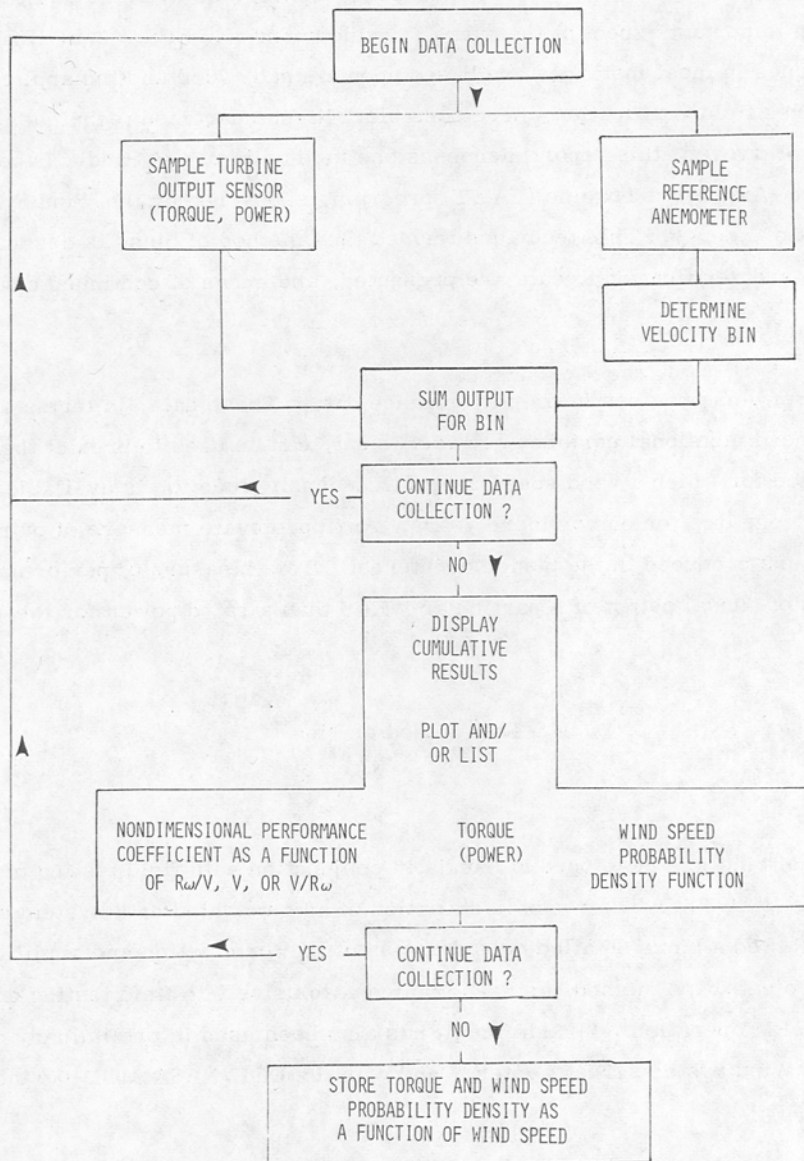 BEGIN DATA COLLECTION
SAMPLE TURBINE
OUTPUT SENSOR
(TORQUE, POWER)
SAMPLE
REFERENCE
ANEMOMETER
DETERMINE
VELOCITY BIN
SUM OUTPUT
FOR BIN
YES
CONTINUE DATA
COLLECTION ?
NO
DISPLAY
CUMULATIVE
RESULTS
PLOT AND/
OR LIST
NONDIMENSIONAL PERFORMANCE
COEFFICIENT AS A FUNCTION
OF Rω/V, V, OR V/Rω
TORQUE
(POWER)
WIND SPEED
PROBABILITY
DENSITY FUNCTION
YES
CONTINUE DATA
COLLECTION ?
NO
STORE TORQUE AND WIND SPEED
PROBABILITY DENSITY AS
A FUNCTION OF WIND SPEED